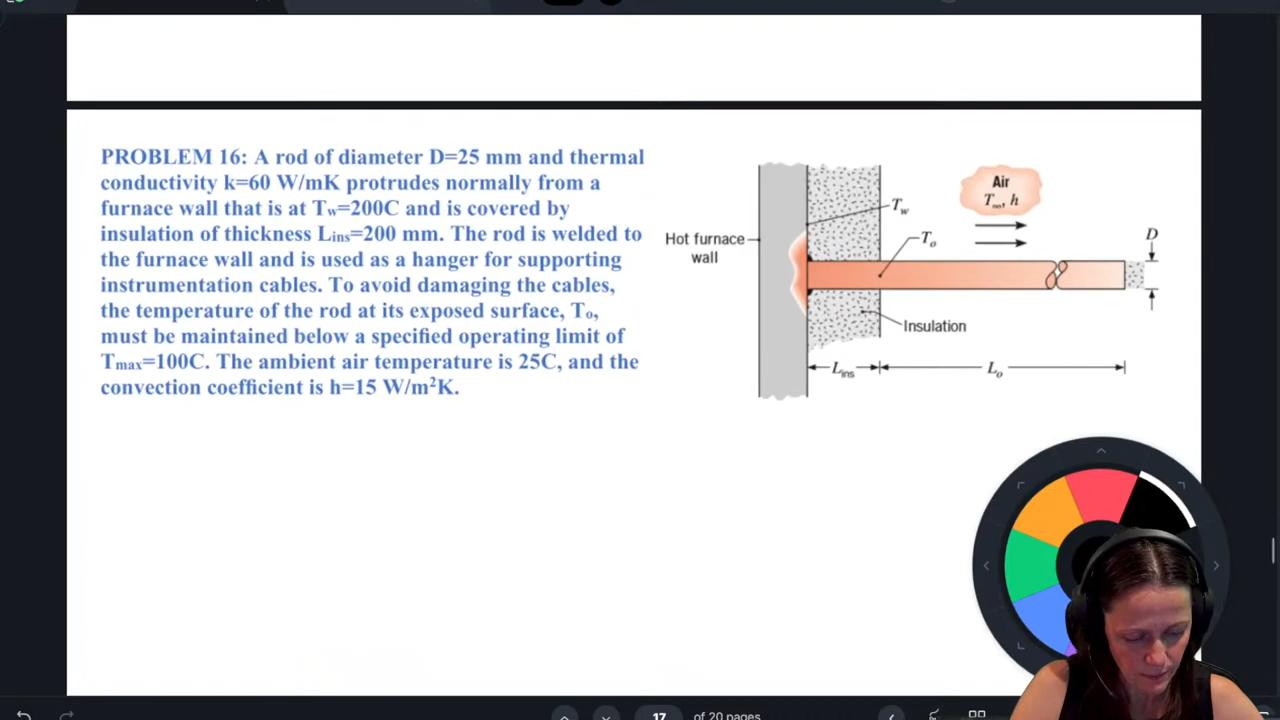 PROBLEM 16: A rod of diameter D=25 mm and thermal
conductivity k=60 W/mK protrudes normally from a
furnace wall that is at Tw=200C and is covered by
insulation of thickness Lins=200 mm. The rod is welded to
the furnace wall and is used as a hanger for supporting
instrumentation cables. To avoid damaging the cables,
the temperature of the rod at its exposed surface, To,
must be maintained below a specified operating limit of
Tmax=100C. The ambient air temperature is 25C, and the
convection coefficient is h=15 W/m²K.
Air
T∞, h
Tw
To
D
Hot furnace
wall
Insulation
Lins
Lo
17 of 20 pages